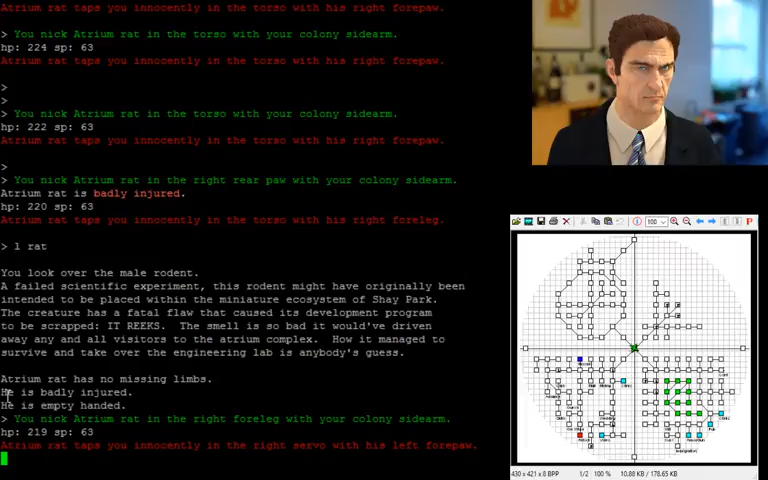 Atrium rat taps you innocently in the torso with his right forepaw.
> You nick Atrium rat in the torso with your colony sidearm.
hp: 224 sp: 63
Atrium rat taps you innocently in the torso with his right forepaw.
>
>
> You nick Atrium rat in the torso with your colony sidearm.
hp: 222 sp: 63
Atrium rat taps you innocently in the torso with his right forepaw.
>
> You nick Atrium rat in the right rear paw with your colony sidearm.
Atrium rat is badly injured.
hp: 220 sp: 63
Atrium rat taps you innocently in the torso with his right foreleg.
> l rat
You look over the male rodent.
A failed scientific experiment, this rodent might have originally been
intended to be placed within the miniature ecosystem of Shay Park.
The creature has a fatal flaw that caused its development program
to be scrapped: IT REEKS. The smell is so bad it would've driven
away any and all visitors to the atrium complex. How it managed to
survive and take over the engineering lab is anybody's guess.
Atrium rat has no missing limbs.
He is badly injured.
He is empty handed.
> You nick Atrium rat in the right foreleg with your colony sidearm.
hp: 219 sp: 63
Atrium rat taps you innocently in the right servo with his left forepaw.
100
430 x 421 x 8 BPP 1/2 100 % 10.88 KB / 178.65 KB